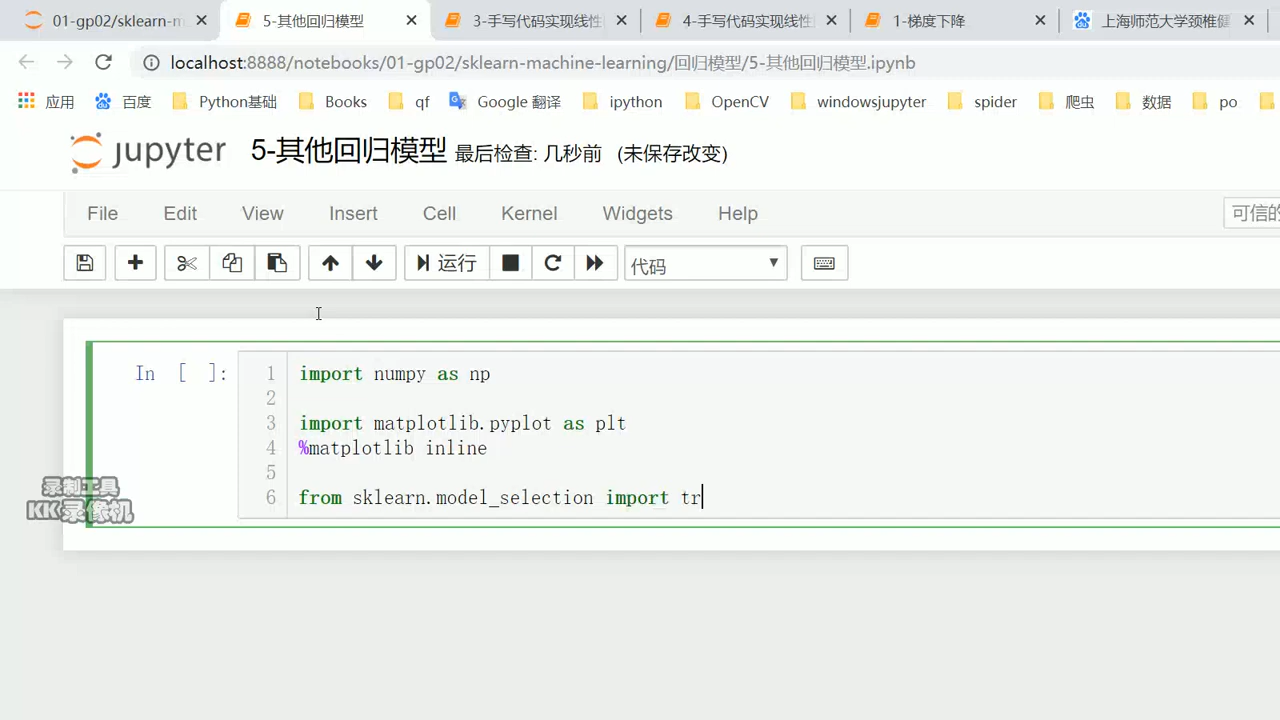 01-gp02/sklearn-m
5-其他回归模型
3-手写代码实现线性
4-手写代码实现线性
1-梯度下降
上海师范大学颈椎健
localhost:8888/notebooks/01-gp02/sklearn-machine-learning/回归模型/5-其他回归模型.ipynb
应用 百度 Python基础 Books qf Google 翻译 ipython OpenCV windowsjupyter spider 爬虫 数据 po
jupyter 5-其他回归模型 最后检查: 几秒前 (未保存改变)
File Edit View Insert Cell Kernel Widgets Help 可信的
运行 代码
In [ ]:
1 import numpy as np
2
3 import matplotlib.pyplot as plt
4 %matplotlib inline
5
6 from sklearn.model_selection import tr
录制工具
KK录像机